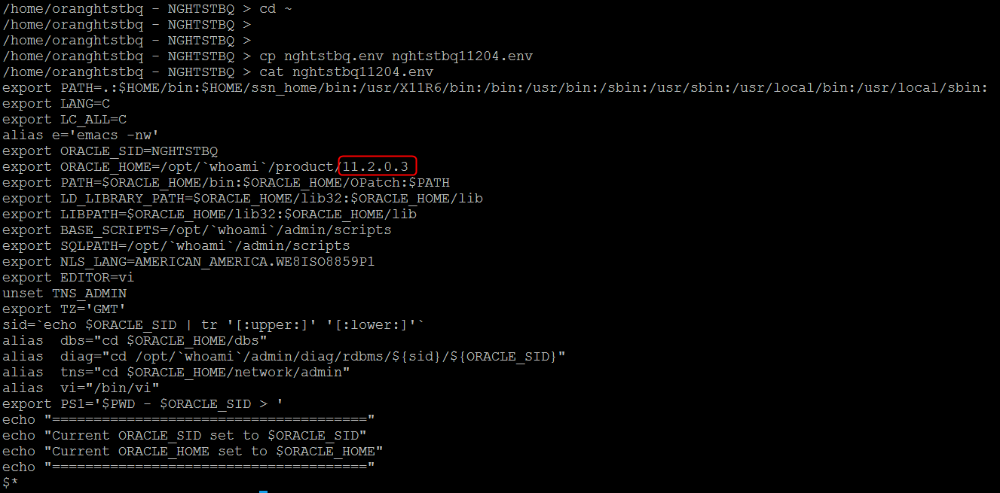 /home/oranghtstbq - NGHTSTBQ > cd ~
/home/oranghtstbq - NGHTSTBQ >
/home/oranghtstbq - NGHTSTBQ >
/home/oranghtstbq - NGHTSTBQ > cp nghtstbq.env nghtstbq11204.env
/home/oranghtstbq - NGHTSTBQ > cat nghtstbq11204.env
export PATH=.:$HOME/bin:$HOME/ssn_home/bin:/usr/X11R6/bin:/bin:/usr/bin:/sbin:/usr/sbin:/usr/local/bin:/usr/local/sbin:
export LANG=C
export LC_ALL=C
alias e='emacs -nw'
export ORACLE_SID=NGHTSTBQ
export ORACLE_HOME=/opt/`whoami`/product/11.2.0.3
export PATH=$ORACLE_HOME/bin:$ORACLE_HOME/OPatch:$PATH
export LD_LIBRARY_PATH=$ORACLE_HOME/lib32:$ORACLE_HOME/lib
export LIBPATH=$ORACLE_HOME/lib32:$ORACLE_HOME/lib
export BASE_SCRIPTS=/opt/`whoami`/admin/scripts
export SQLPATH=/opt/`whoami`/admin/scripts
export NLS_LANG=AMERICAN_AMERICA.WE8ISO8859P1
export EDITOR=vi
unset TNS_ADMIN
export TZ='GMT'
sid=`echo $ORACLE_SID | tr '[:upper:]' '[:lower:]'`
alias  dbs="cd $ORACLE_HOME/dbs"
alias  diag="cd /opt/`whoami`/admin/diag/rdbms/${sid}/${ORACLE_SID}"
alias  tns="cd $ORACLE_HOME/network/admin"
alias  vi="/bin/vi"
export PS1='$PWD - $ORACLE_SID > '
echo "======================================"
echo "Current ORACLE_SID set to $ORACLE_SID"
echo "Current ORACLE_HOME set to $ORACLE_HOME"
echo "======================================"
$*